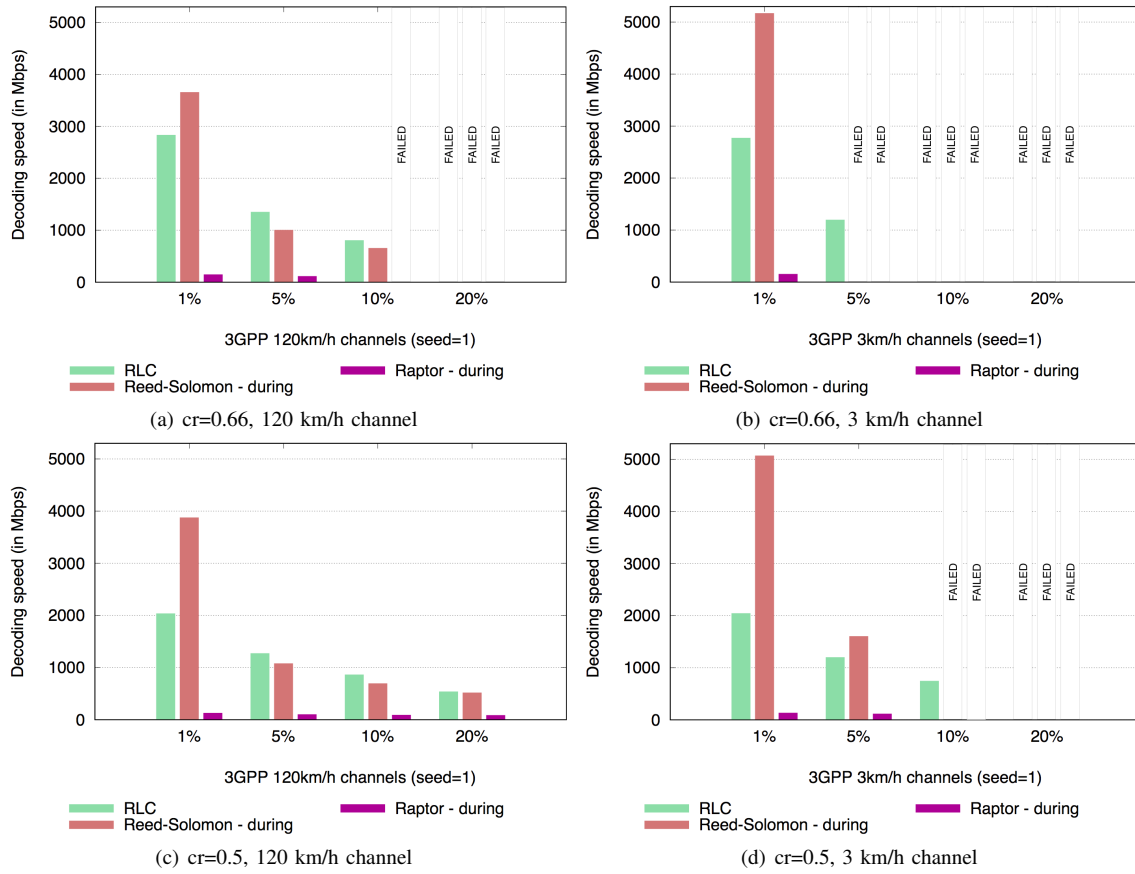 Decoding speed (in Mbps)
5000
4000
3000
2000
1000
0
FAILED
FAILED
FAILED
FAILED
1%
5%
10%
20%
3GPP 120km/h channels (seed=1)
RLC
Raptor - during
Reed-Solomon - during
(a) cr=0.66, 120 km/h channel
Decoding speed (in Mbps)
5000
4000
3000
2000
1000
0
FAILED
FAILED
FAILED
FAILED
FAILED
FAILED
FAILED
FAILED
1%
5%
10%
20%
3GPP 3km/h channels (seed=1)
RLC
Raptor - during
Reed-Solomon - during
(b) cr=0.66, 3 km/h channel
Decoding speed (in Mbps)
5000
4000
3000
2000
1000
0
1%
5%
10%
20%
3GPP 120km/h channels (seed=1)
RLC
Raptor - during
Reed-Solomon - during
(c) cr=0.5, 120 km/h channel
Decoding speed (in Mbps)
5000
4000
3000
2000
1000
0
FAILED
FAILED
FAILED
FAILED
FAILED
1%
5%
10%
20%
3GPP 3km/h channels (seed=1)
RLC
Raptor - during
Reed-Solomon - during
(d) cr=0.5, 3 km/h channel